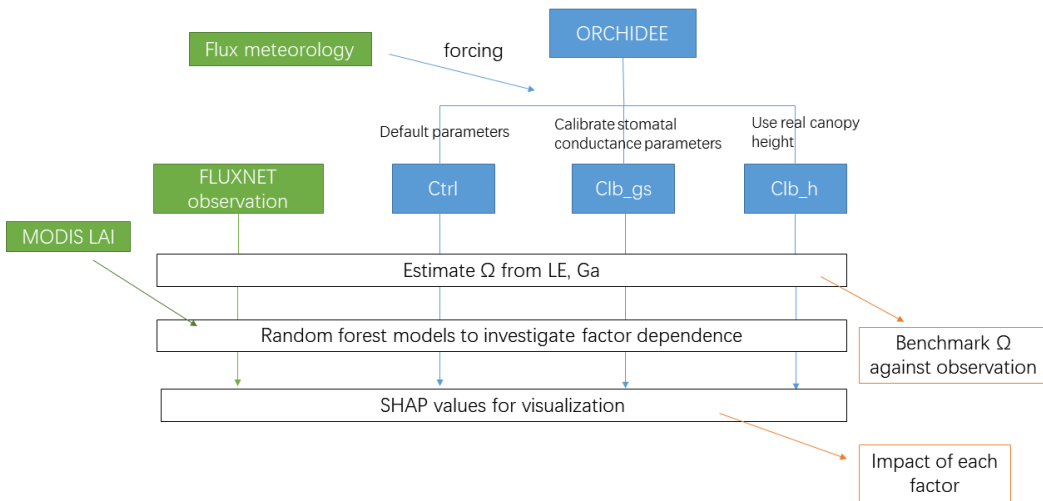 ORCHIDEE
Flux meteorology
forcing
Default parameters
Calibrate stomatal
conductance parameters
Use real canopy
height
FLUXNET
observation
Ctrl
Clb_gs
Clb_h
MODIS LAI
Estimate Ω from LE, Ga
Random forest models to investigate factor dependence
Benchmark Ω
against observation
SHAP values for visualization
Impact of each
factor